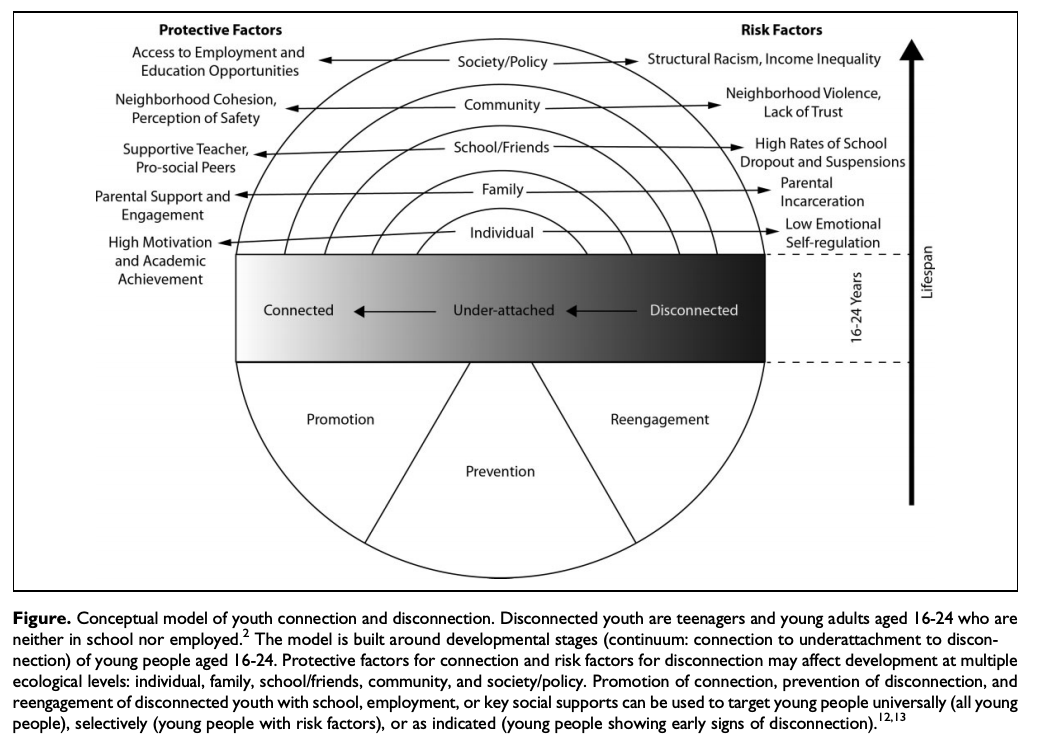 Protective Factors
Risk Factors
Access to Employment and
Education Opportunities
Society/Policy
Structural Racism, Income Inequality
Neighborhood Cohesion,
Perception of Safety
Community
Neighborhood Violence,
Lack of Trust
Supportive Teacher,
Pro-social Peers
School/Friends
High Rates of School
Dropout and Suspensions
Parental Support and
Engagement
Family
Parental
Incarceration
High Motivation
and Academic
Achievement
Individual
Low Emotional
Self-regulation
Lifespan
Connected
Under-attached
Disconnected
16-24 Years
Promotion
Prevention
Reengagement
Figure. Conceptual model of youth connection and disconnection. Disconnected youth are teenagers and young adults aged 16-24 who are
neither in school nor employed.2 The model is built around developmental stages (continuum: connection to underattachment to discon-
nection) of young people aged 16-24. Protective factors for connection and risk factors for disconnection may affect development at multiple
ecological levels: individual, family, school/friends, community, and society/policy. Promotion of connection, prevention of disconnection, and
reengagement of disconnected youth with school, employment, or key social supports can be used to target young people universally (all young
people), selectively (young people with risk factors), or as indicated (young people showing early signs of disconnection).12,13